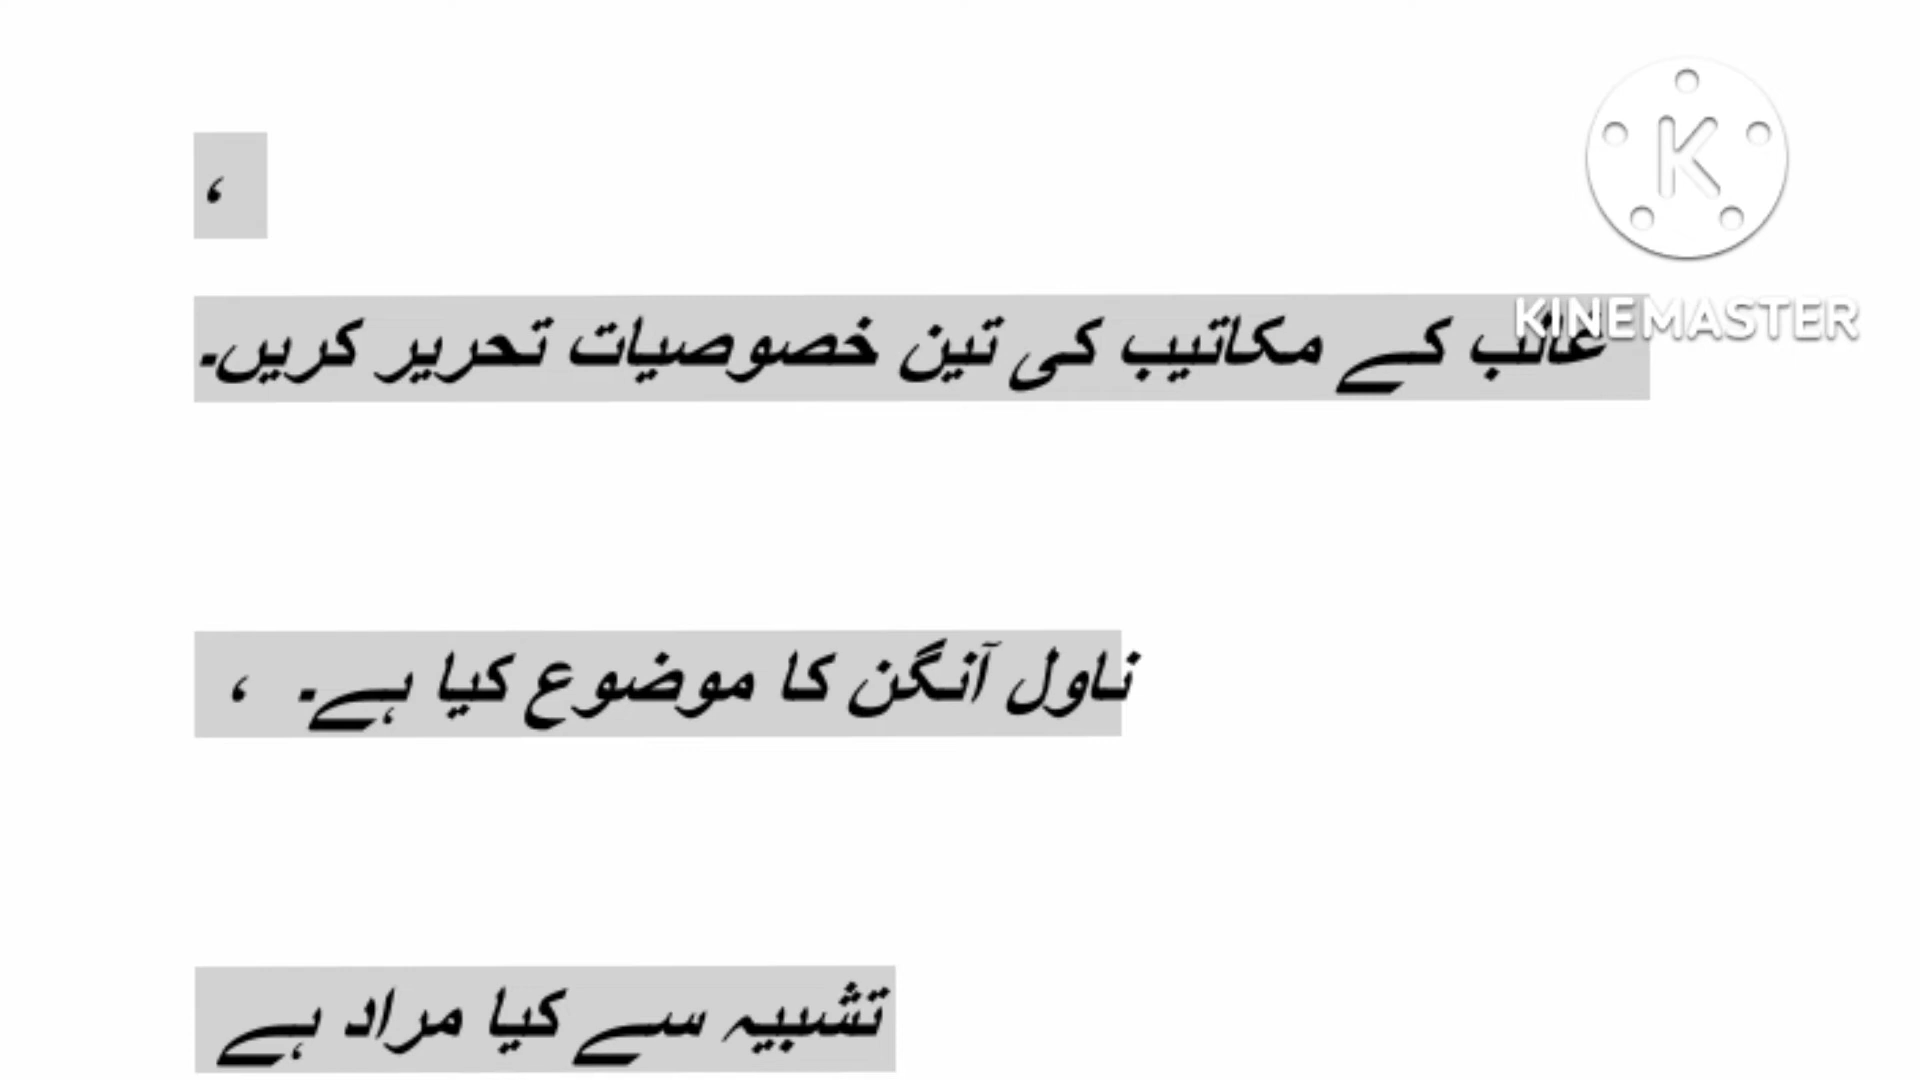 ،
غالب کے مکاتیب کی تین خصوصیات تحریر کریں۔
ناول آنگن کا موضوع کیا ہے۔ ،
تشبیہ سے کیا مراد ہے
KINEMASTER